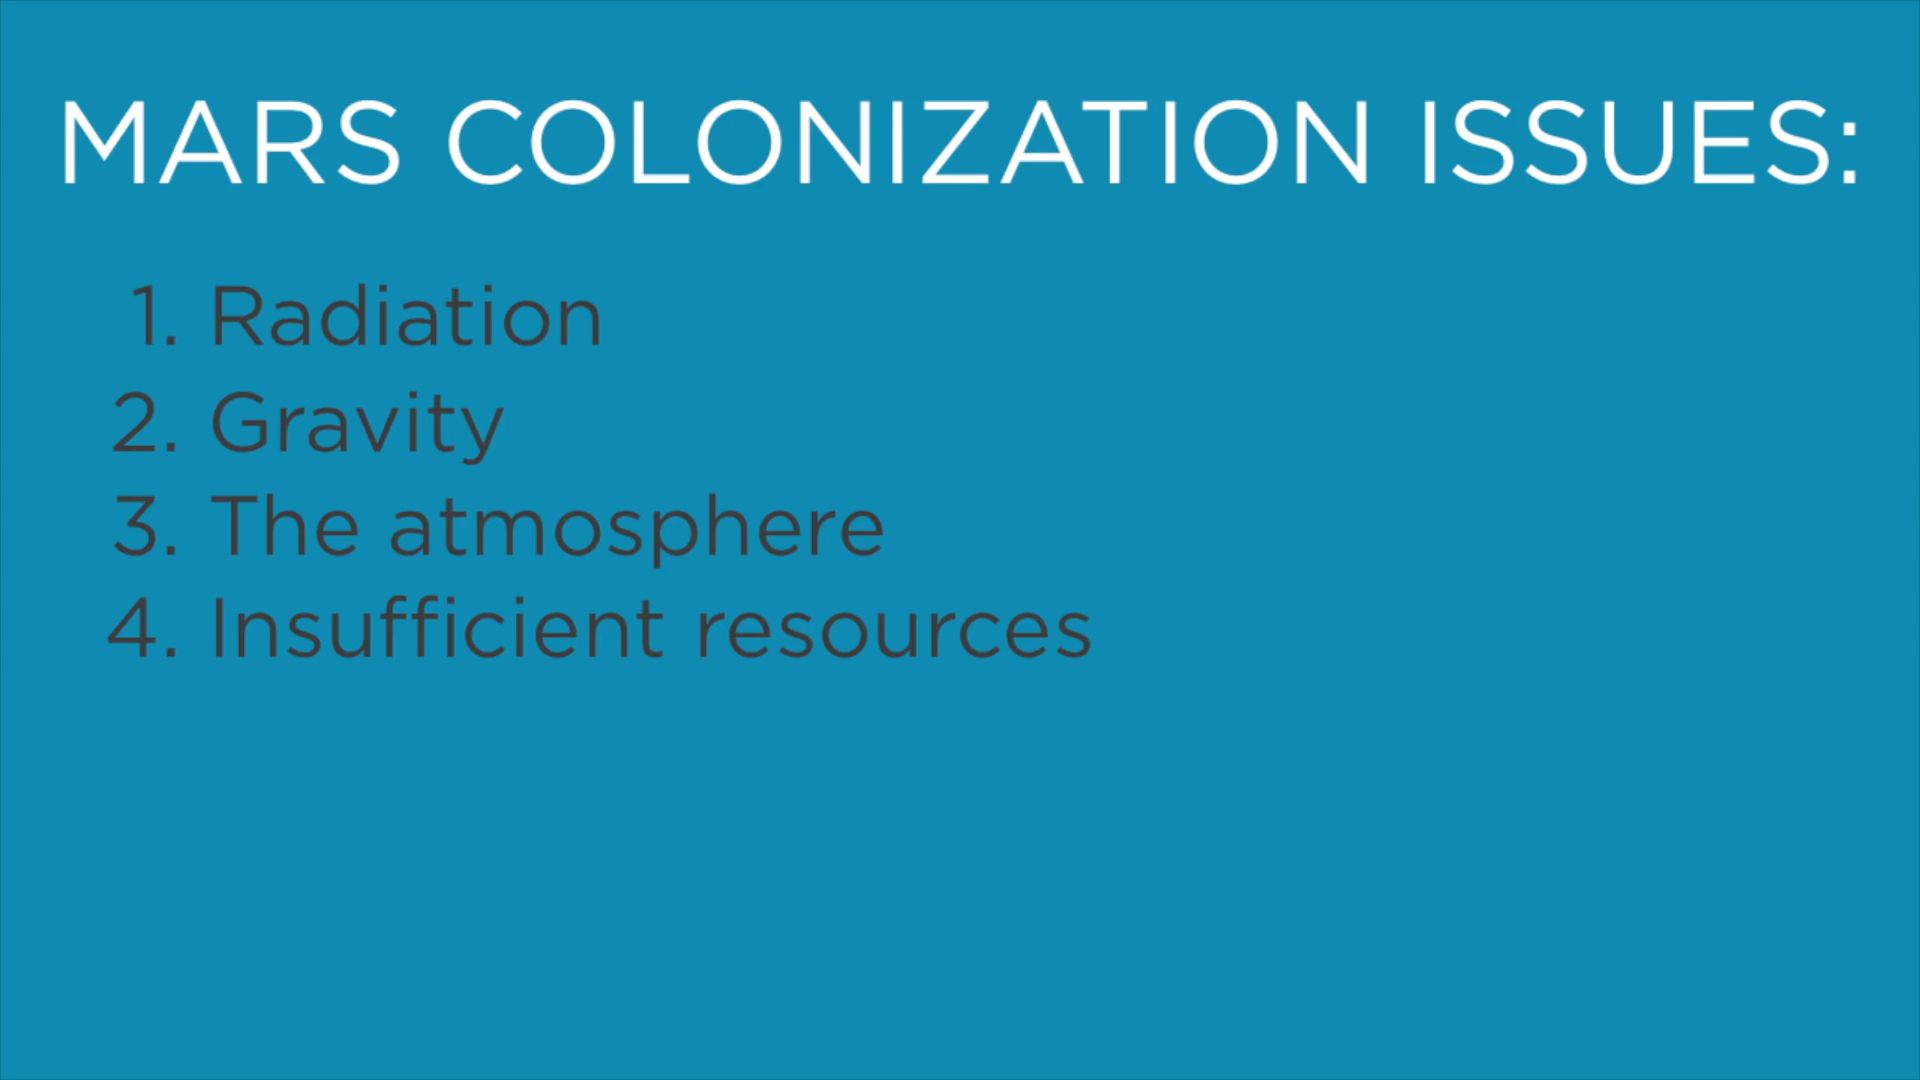 MARS COLONIZATION ISSUES:
1. Radiation
2. Gravity
3. The atmosphere
4. Insufficient resources